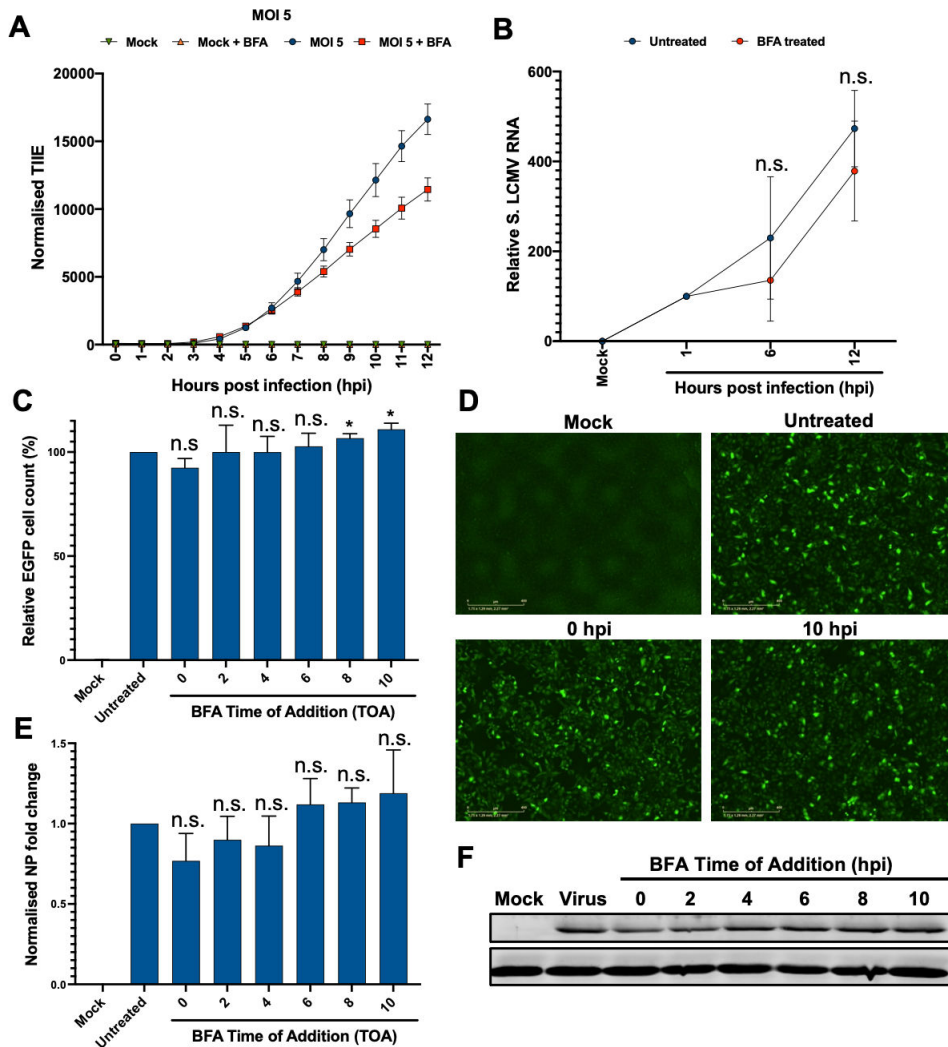 A
MOI 5
Mock
Mock + BFA
MOI 5
MOI 5 + BFA
Normalised TIIE
20000
15000
10000
5000
0
0
1
2
3
4
5
6
7
8
9
10
11
12
Hours post infection (hpi)
B
Untreated
BFA treated
Relative S. LCMV RNA
600
400
200
0
n.s.
n.s.
Mock
1
6
12
Hours post infection (hpi)
C
Relative EGFP cell count (%)
100
50
0
n.s
n.s.
n.s.
n.s.
*
*
Mock
Untreated
0
2
4
6
8
10
BFA Time of Addition (TOA)
D
Mock
Untreated
0 hpi
10 hpi
E
Normalised NP fold change
1.5
1.0
0.5
0.0
n.s.
n.s.
n.s.
n.s.
n.s.
n.s.
Mock
Untreated
0
2
4
6
8
10
BFA Time of Addition (TOA)
F
BFA Time of Addition (hpi)
Mock Virus 0 2 4 6 8 10